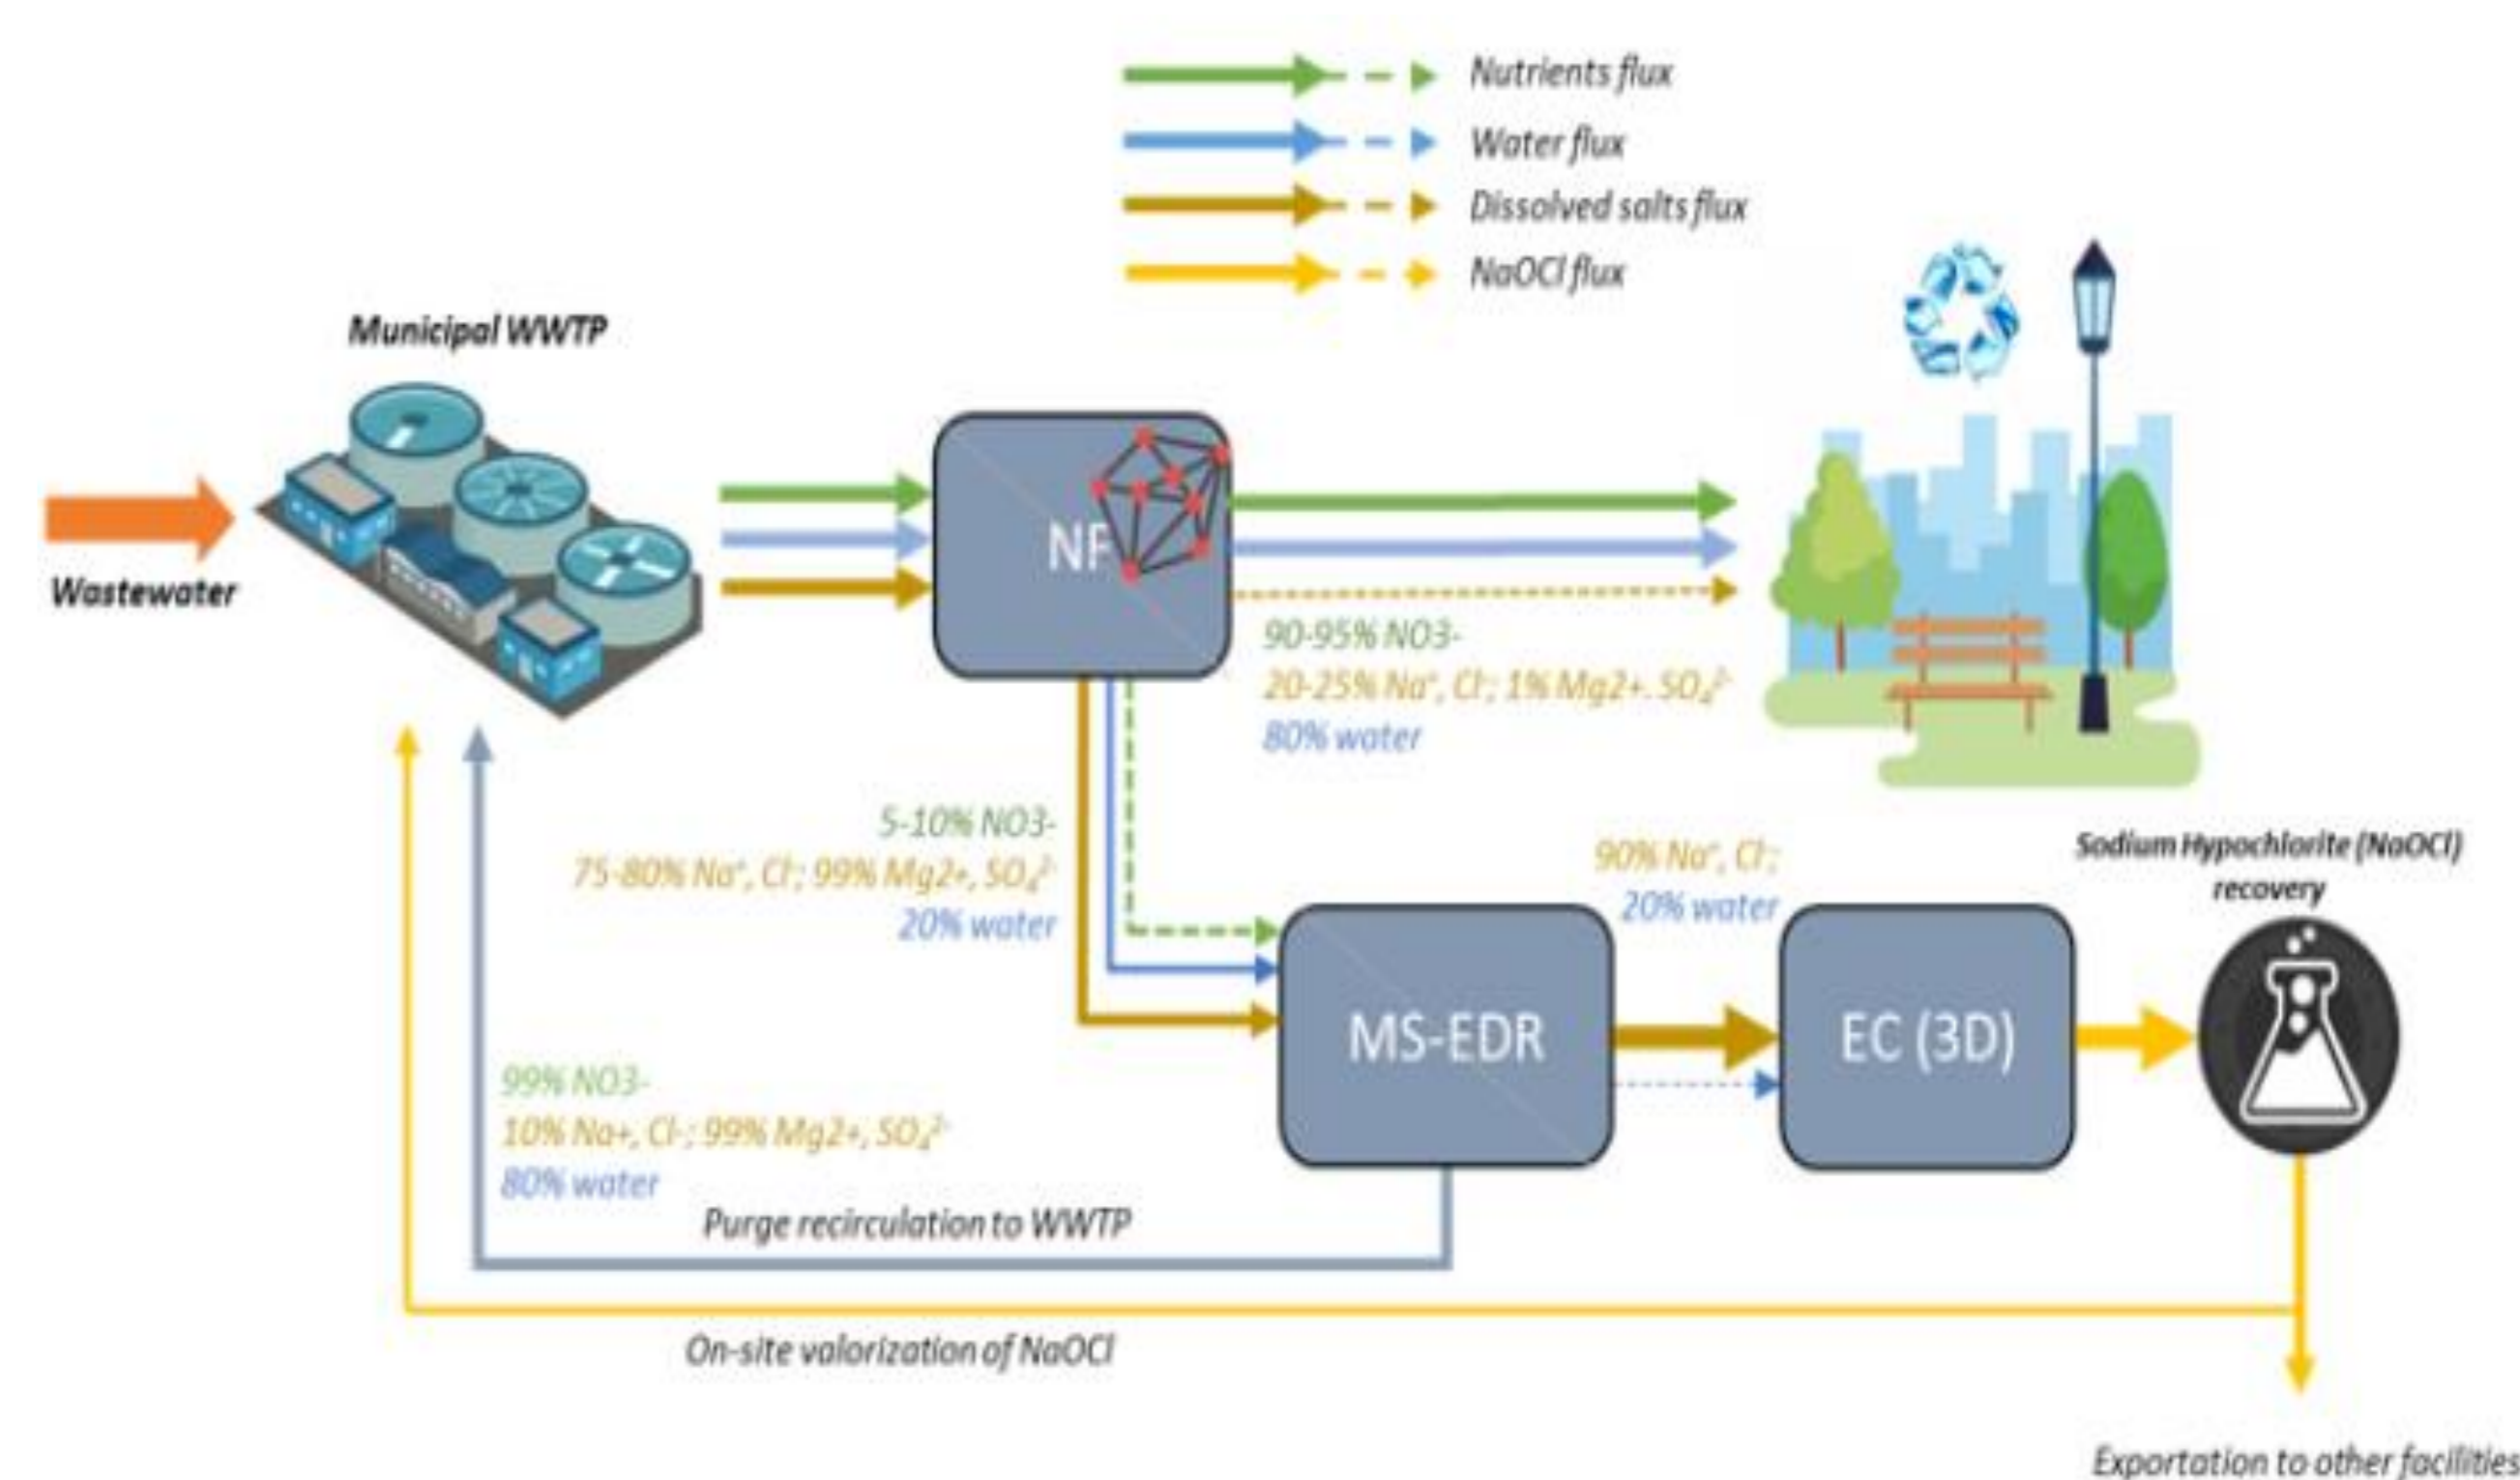 Nutrients flux
Water flux
Dissolved salts flux
NaOCl flux
Municipal WWTP
Wastewater
NF
90-95% NO3-
20-25% Na⁺, Cl⁻; 1% Mg2+. SO₄²⁻
80% water
5-10% NO3-
75-80% Na⁺, Cl⁻; 99% Mg2+, SO₄²⁻
20% water
90% Na⁺, Cl⁻;
20% water
Sodium Hypochlorite (NaOCl)
recovery
MS-EDR
EC (3D)
99% NO3-
10% Na+, Cl-; 99% Mg2+, SO₄²⁻
80% water
Purge recirculation to WWTP
On-site valorization of NaOCl
Exportation to other facilities